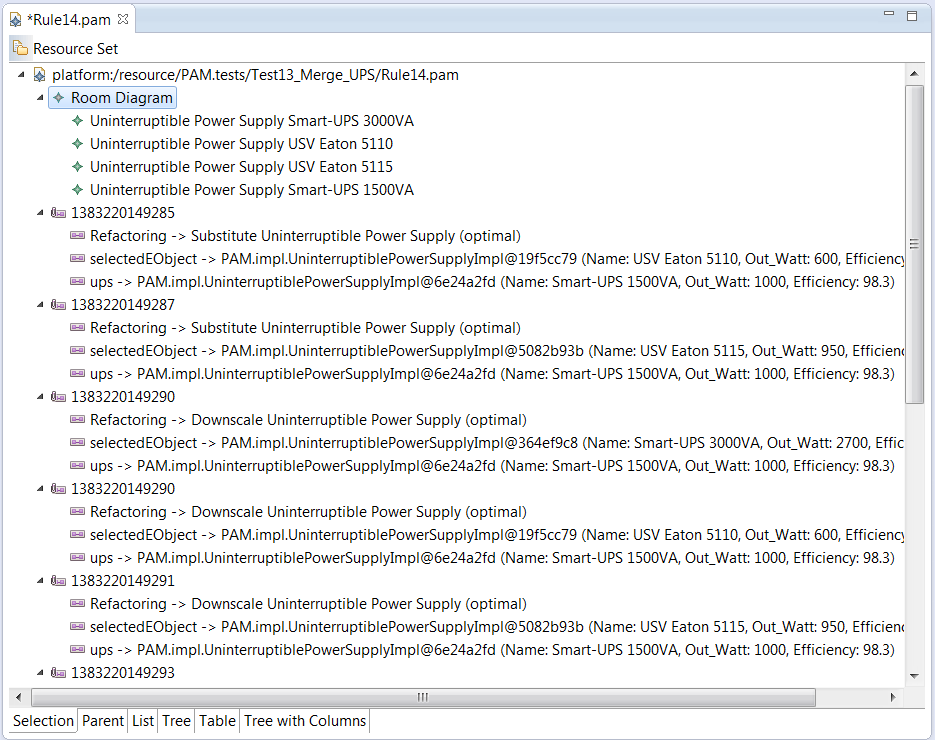 *Rule14.pam
Resource Set
platform:/resource/PAM.tests/Test13_Merge_UPS/Rule14.pam
Room Diagram
Uninterruptible Power Supply Smart-UPS 3000VA
Uninterruptible Power Supply USV Eaton 5110
Uninterruptible Power Supply USV Eaton 5115
Uninterruptible Power Supply Smart-UPS 1500VA
1383220149285
Refactoring -> Substitute Uninterruptible Power Supply (optimal)
selectedEObject -> PAM.impl.UninterruptiblePowerSupplyImpl@19f5cc79 (Name: USV Eaton 5110, Out_Watt: 600, Efficiency
ups -> PAM.impl.UninterruptiblePowerSupplyImpl@6e24a2fd (Name: Smart-UPS 1500VA, Out_Watt: 1000, Efficiency: 98.3)
1383220149287
Refactoring -> Substitute Uninterruptible Power Supply (optimal)
selectedEObject -> PAM.impl.UninterruptiblePowerSupplyImpl@5082b93b (Name: USV Eaton 5115, Out_Watt: 950, Efficienc
ups -> PAM.impl.UninterruptiblePowerSupplyImpl@6e24a2fd (Name: Smart-UPS 1500VA, Out_Watt: 1000, Efficiency: 98.3)
1383220149290
Refactoring -> Downscale Uninterruptible Power Supply (optimal)
selectedEObject -> PAM.impl.UninterruptiblePowerSupplyImpl@364ef9c8 (Name: Smart-UPS 3000VA, Out_Watt: 2700, Effic
ups -> PAM.impl.UninterruptiblePowerSupplyImpl@6e24a2fd (Name: Smart-UPS 1500VA, Out_Watt: 1000, Efficiency: 98.3)
1383220149290
Refactoring -> Downscale Uninterruptible Power Supply (optimal)
selectedEObject -> PAM.impl.UninterruptiblePowerSupplyImpl@19f5cc79 (Name: USV Eaton 5110, Out_Watt: 600, Efficiency
ups -> PAM.impl.UninterruptiblePowerSupplyImpl@6e24a2fd (Name: Smart-UPS 1500VA, Out_Watt: 1000, Efficiency: 98.3)
1383220149291
Refactoring -> Downscale Uninterruptible Power Supply (optimal)
selectedEObject -> PAM.impl.UninterruptiblePowerSupplyImpl@5082b93b (Name: USV Eaton 5115, Out_Watt: 950, Efficienc
ups -> PAM.impl.UninterruptiblePowerSupplyImpl@6e24a2fd (Name: Smart-UPS 1500VA, Out_Watt: 1000, Efficiency: 98.3)
1383220149293
Selection Parent List Tree Table Tree with Columns